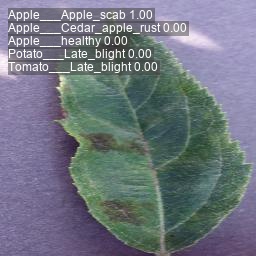 Apple___Apple_scab 1.00
Apple___Cedar_apple_rust 0.00
Apple___healthy 0.00
Potato___Late_blight 0.00
Tomato___Late_blight 0.00